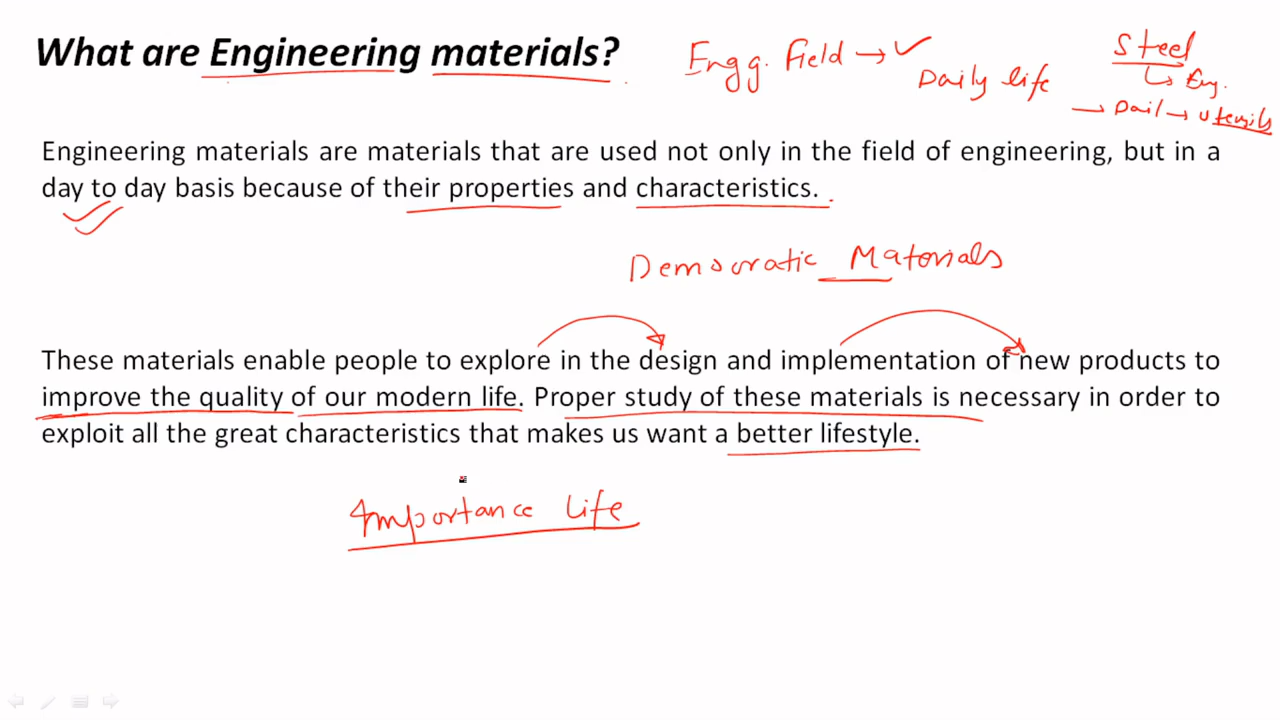 What are Engineering materials?
Engg. Field → ✓
Daily life
Steel
↳ Eng.
→ Dail → utensils
Engineering materials are materials that are used not only in the field of engineering, but in a
day to day basis because of their properties and characteristics.
Democratic Materials
These materials enable people to explore in the design and implementation of new products to
improve the quality of our modern life. Proper study of these materials is necessary in order to
exploit all the great characteristics that makes us want a better lifestyle.
Importance Life